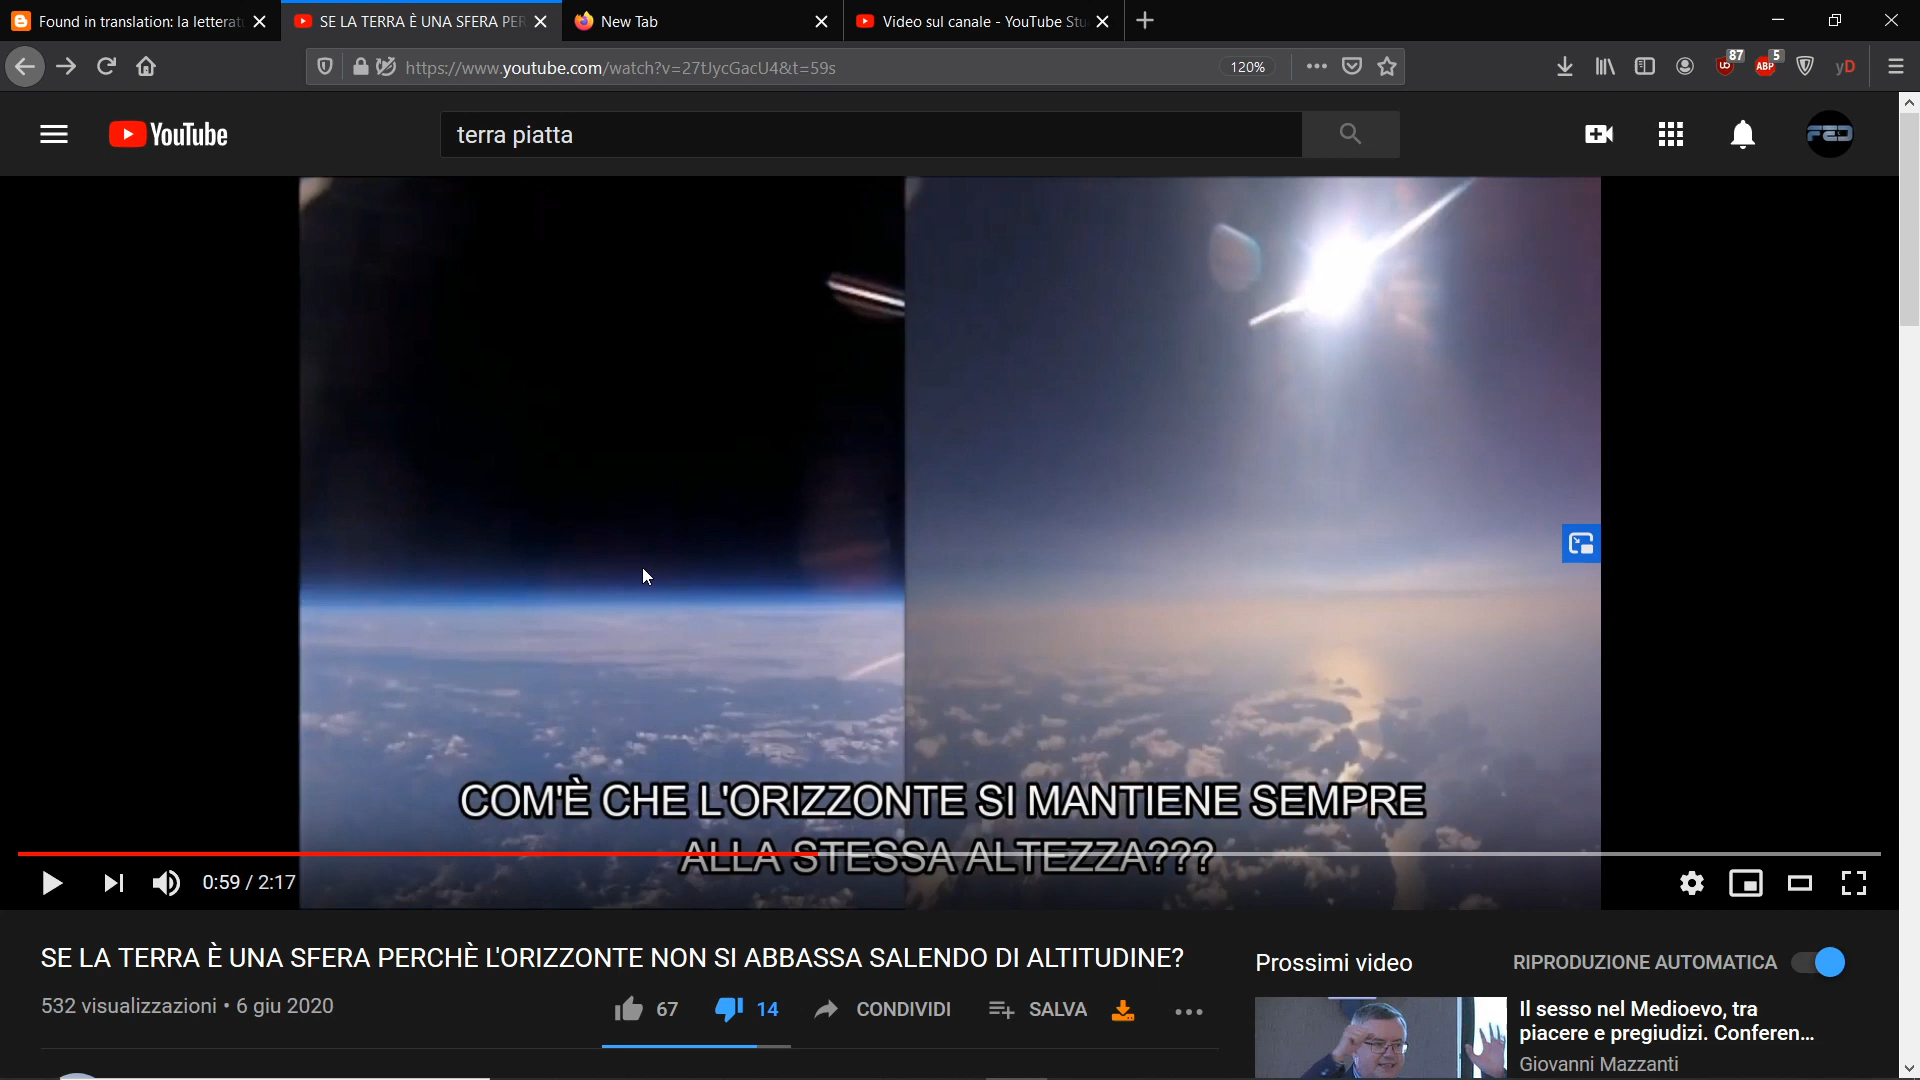 Found in translation: la letterat
SE LA TERRA È UNA SFERA PER
New Tab
Video sul canale - YouTube Stu
https://www.youtube.com/watch?v=27tJycGacU4&t=59s
120%
87
ABP
5
yD
YouTube
terra piatta
FED
COM'È CHE L'ORIZZONTE SI MANTIENE SEMPRE
ALLA STESSA ALTEZZA???
0:59 / 2:17
SE LA TERRA È UNA SFERA PERCHÈ L'ORIZZONTE NON SI ABBASSA SALENDO DI ALTITUDINE?
532 visualizzazioni • 6 giu 2020
67
14
CONDIVIDI
SALVA
Prossimi video
RIPRODUZIONE AUTOMATICA
Il sesso nel Medioevo, tra
piacere e pregiudizi. Conferen...
Giovanni Mazzanti